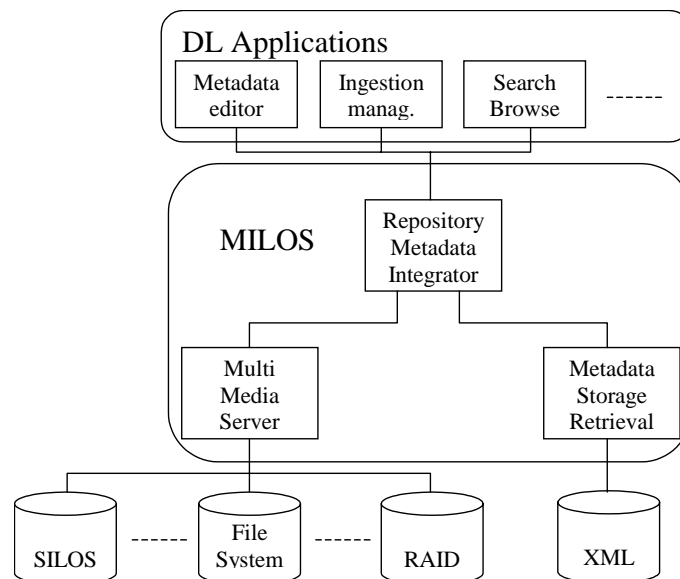 DL Applications
Metadata
editor
Ingestion
manag.
Search
Browse
MILOS
Repository
Metadata
Integrator
Multi
Media
Server
Metadata
Storage
Retrieval
SILOS
File
System
RAID
XML